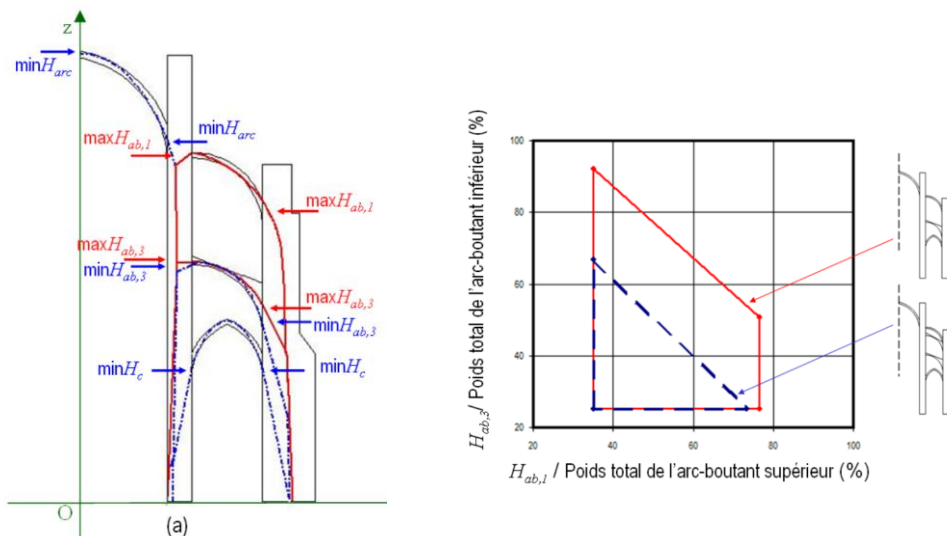 z
minH_arc
minH_arc
maxH_ab,1
maxH_ab,1
maxH_ab,3
minH_ab,3
maxH_ab,3
minH_ab,3
minH_c
minH_c
O
(a)
H_ab,3/ Poids total de l'arc-boutant inférieur (%)
100
80
60
40
20
20
40
60
80
100
H_ab,1 / Poids total de l'arc-boutant supérieur (%)